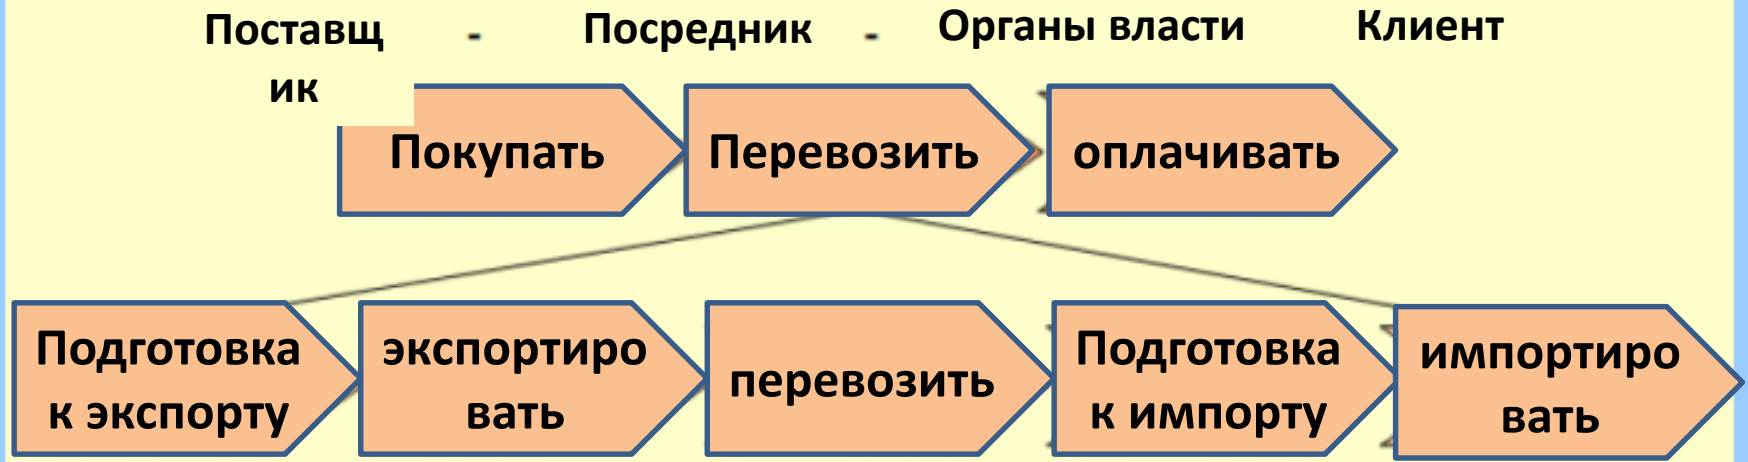 Поставщ - Посредник - Органы власти Клиент
ик
Покупать Перевозить оплачивать
Подготовка экспортиро перевозить Подготовка импортиро
к экспорту вать к импорту вать